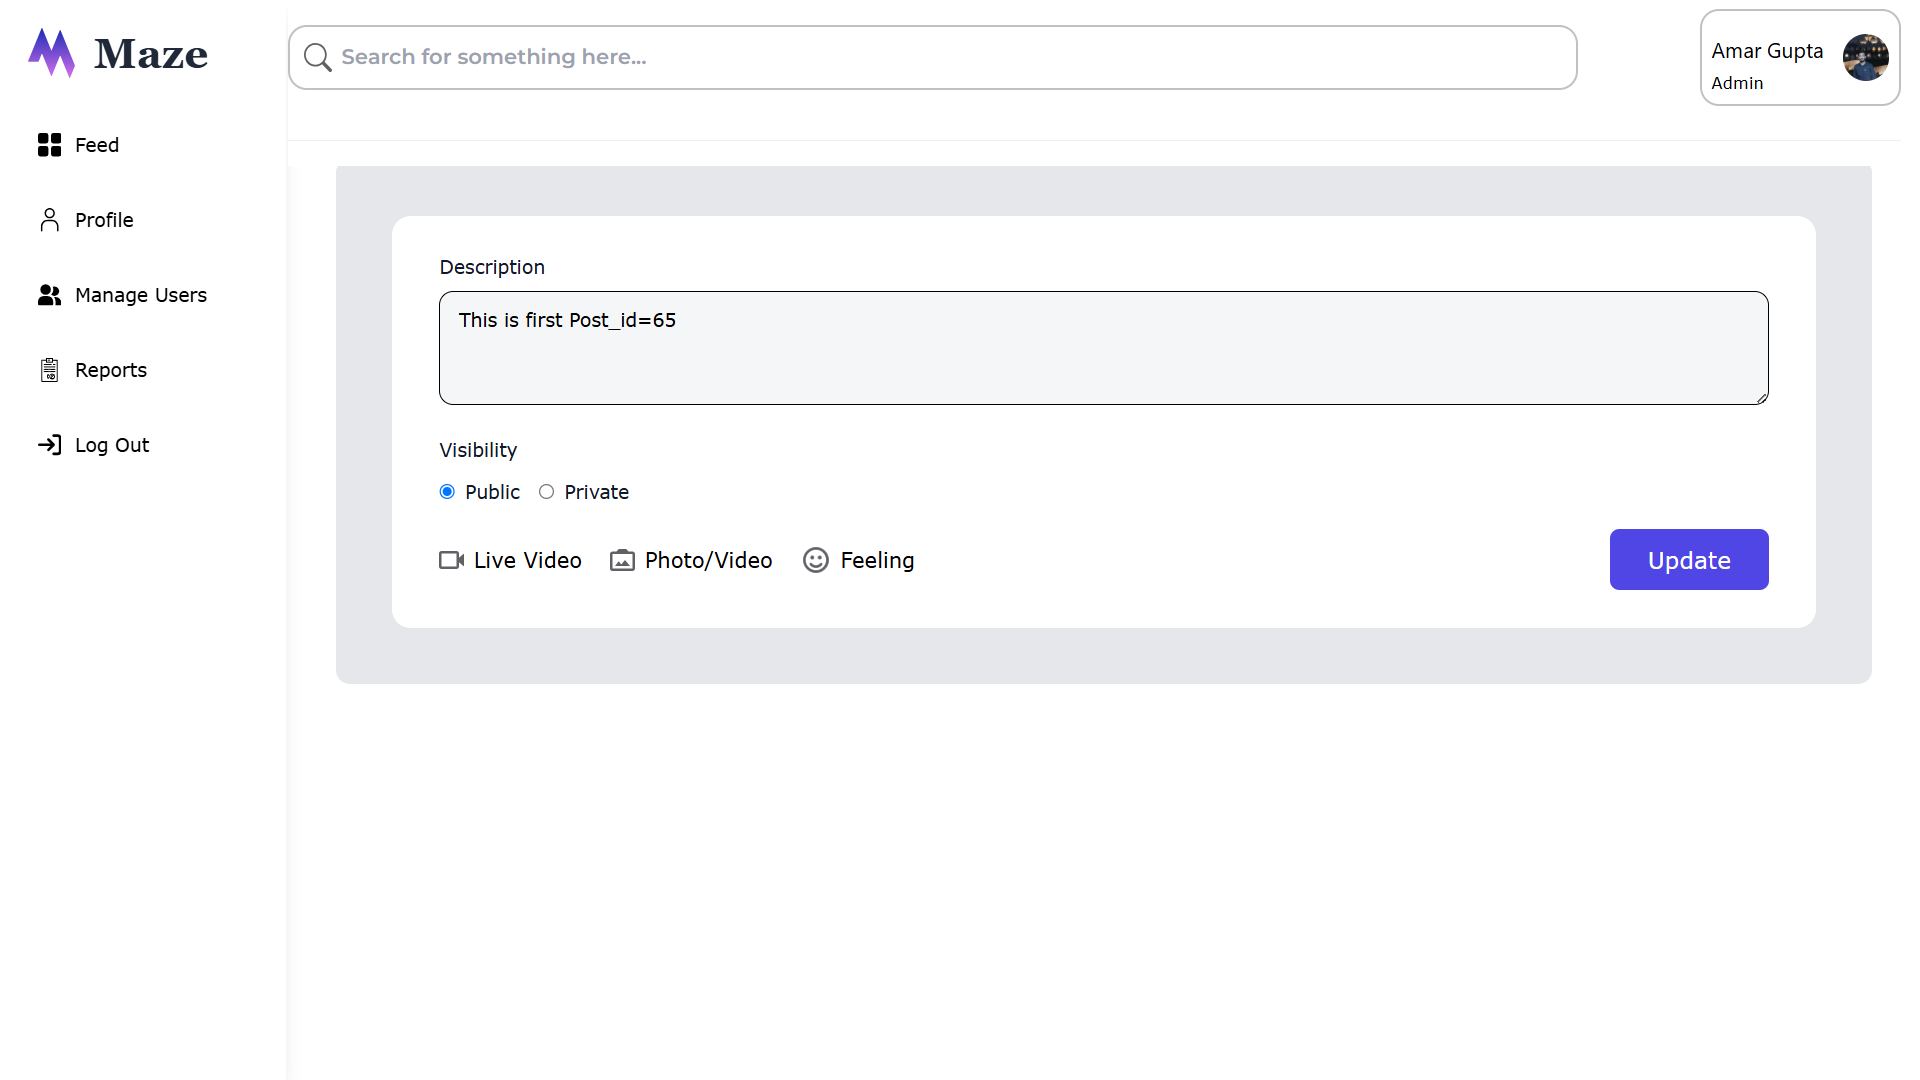 Maze
Search for something here...
Amar Gupta
Admin
Feed
Profile
Manage Users
Reports
Log Out
Description
This is first Post_id=65
Visibility
Public Private
Live Video Photo/Video Feeling Update